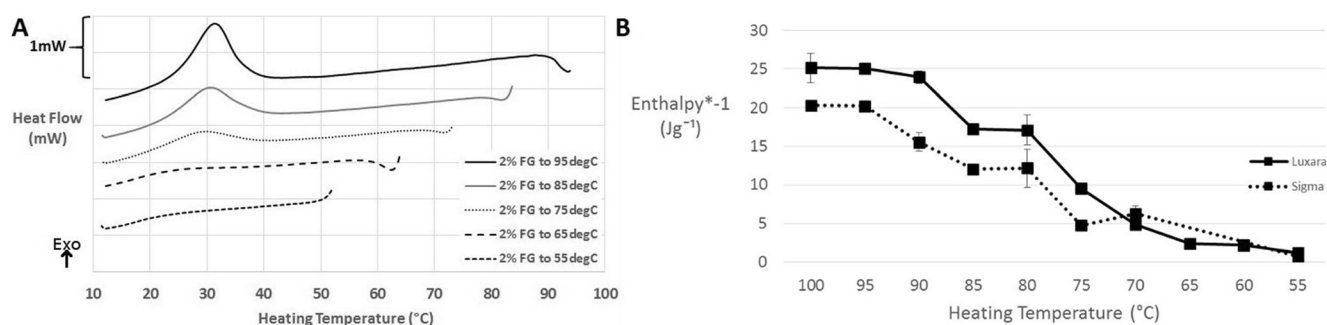 A
1mW
Heat Flow
(mW)
Exo
2% FG to 95degC
2% FG to 85degC
2% FG to 75degC
2% FG to 65degC
2% FG to 55degC
10 20 30 40 50 60 70 80 90 100
Heating Temperature (°C)
B
Enthalpy*-1
(Jg⁻¹)
30
25
20
15
10
5
0
Luxara
Sigma
100 95 90 85 80 75 70 65 60 55
Heating Temperature (°C)